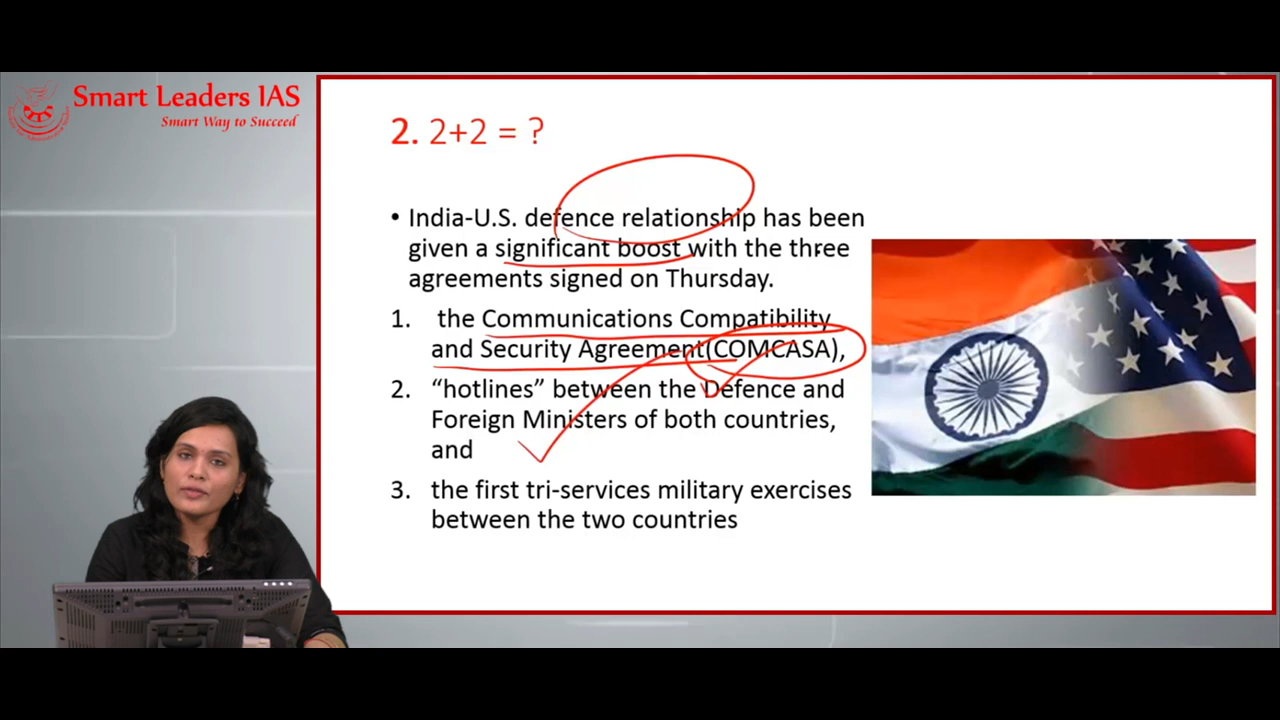 Smart Leaders IAS
Smart Way to Succeed
2. 2+2 = ?
• India-U.S. defence relationship has been
given a significant boost with the three
agreements signed on Thursday.
1. the Communications Compatibility
and Security Agreement(COMCASA),
2. “hotlines” between the Defence and
Foreign Ministers of both countries,
and
3. the first tri-services military exercises
between the two countries